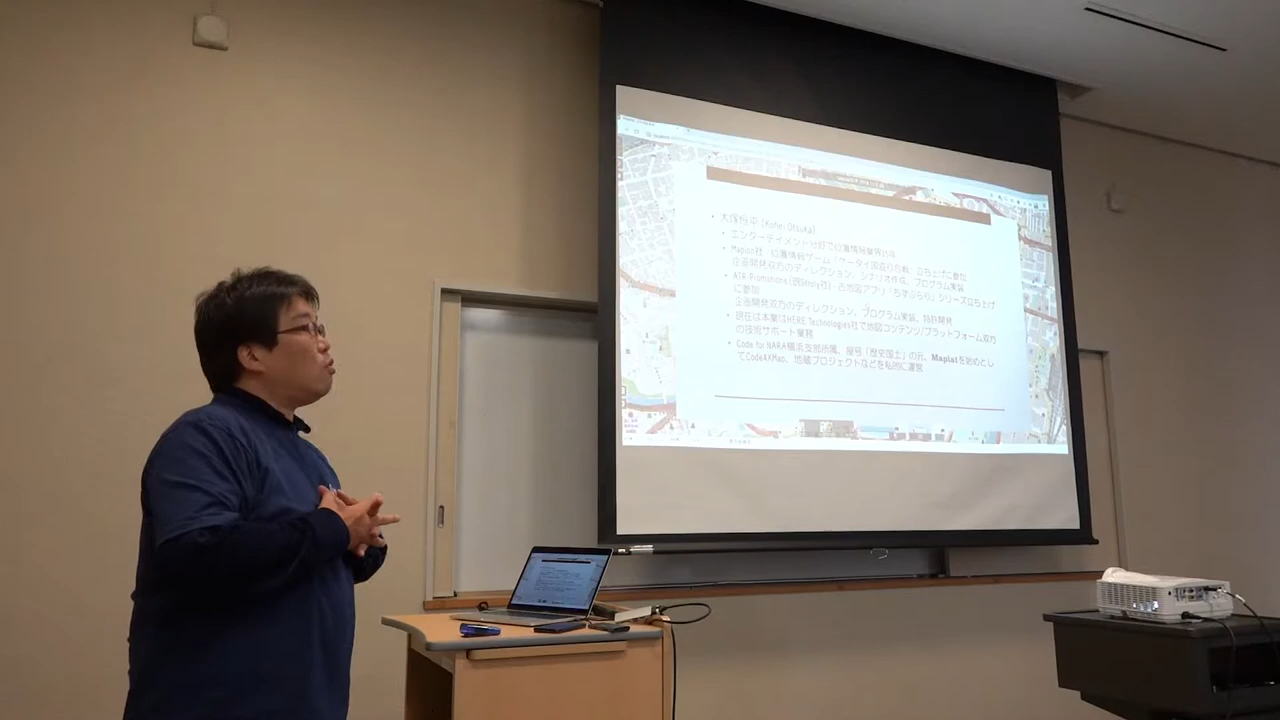 大塚恒平 (Kohei Otsuka)
エンターテイメント分野で位置情報業界15年
Mapion社 - 位置情報ゲーム「ケータイ国盗り合戦」立ち上げに参加
企画開発双方のディレクション、シナリオ作成、プログラム実装
ATR-Promotions(現Stroly社) - 古地図アプリ「ちずぶらり」シリーズ立ち上げ
に参加
企画開発双方のディレクション、プログラム実装、特許開発
現在は本業はHERE Technologies社で地図コンテンツ/プラットフォーム双方
の技術サポート業務
Code for NARA横浜支部所属、屋号「歴史国土」の元、Maplatを始めとし
てCode4XMap、地蔵プロジェクトなどを私的に運営